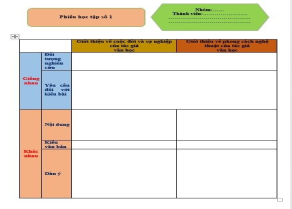 Phiếu học tập số 1
Nhóm:..............
Thành viên:..............................
Giới thiệu về cuộc đời và sự nghiệp
của tác giả
văn học
Giới thiệu về phong cách nghệ
thuật của tác giả
văn học
Giống
nhau
Đối
tượng
nghiên
cứu
Yêu cầu
đối với
kiểu bài
Khác
nhau
Nội dung
Kiểu
văn bản
Dàn ý